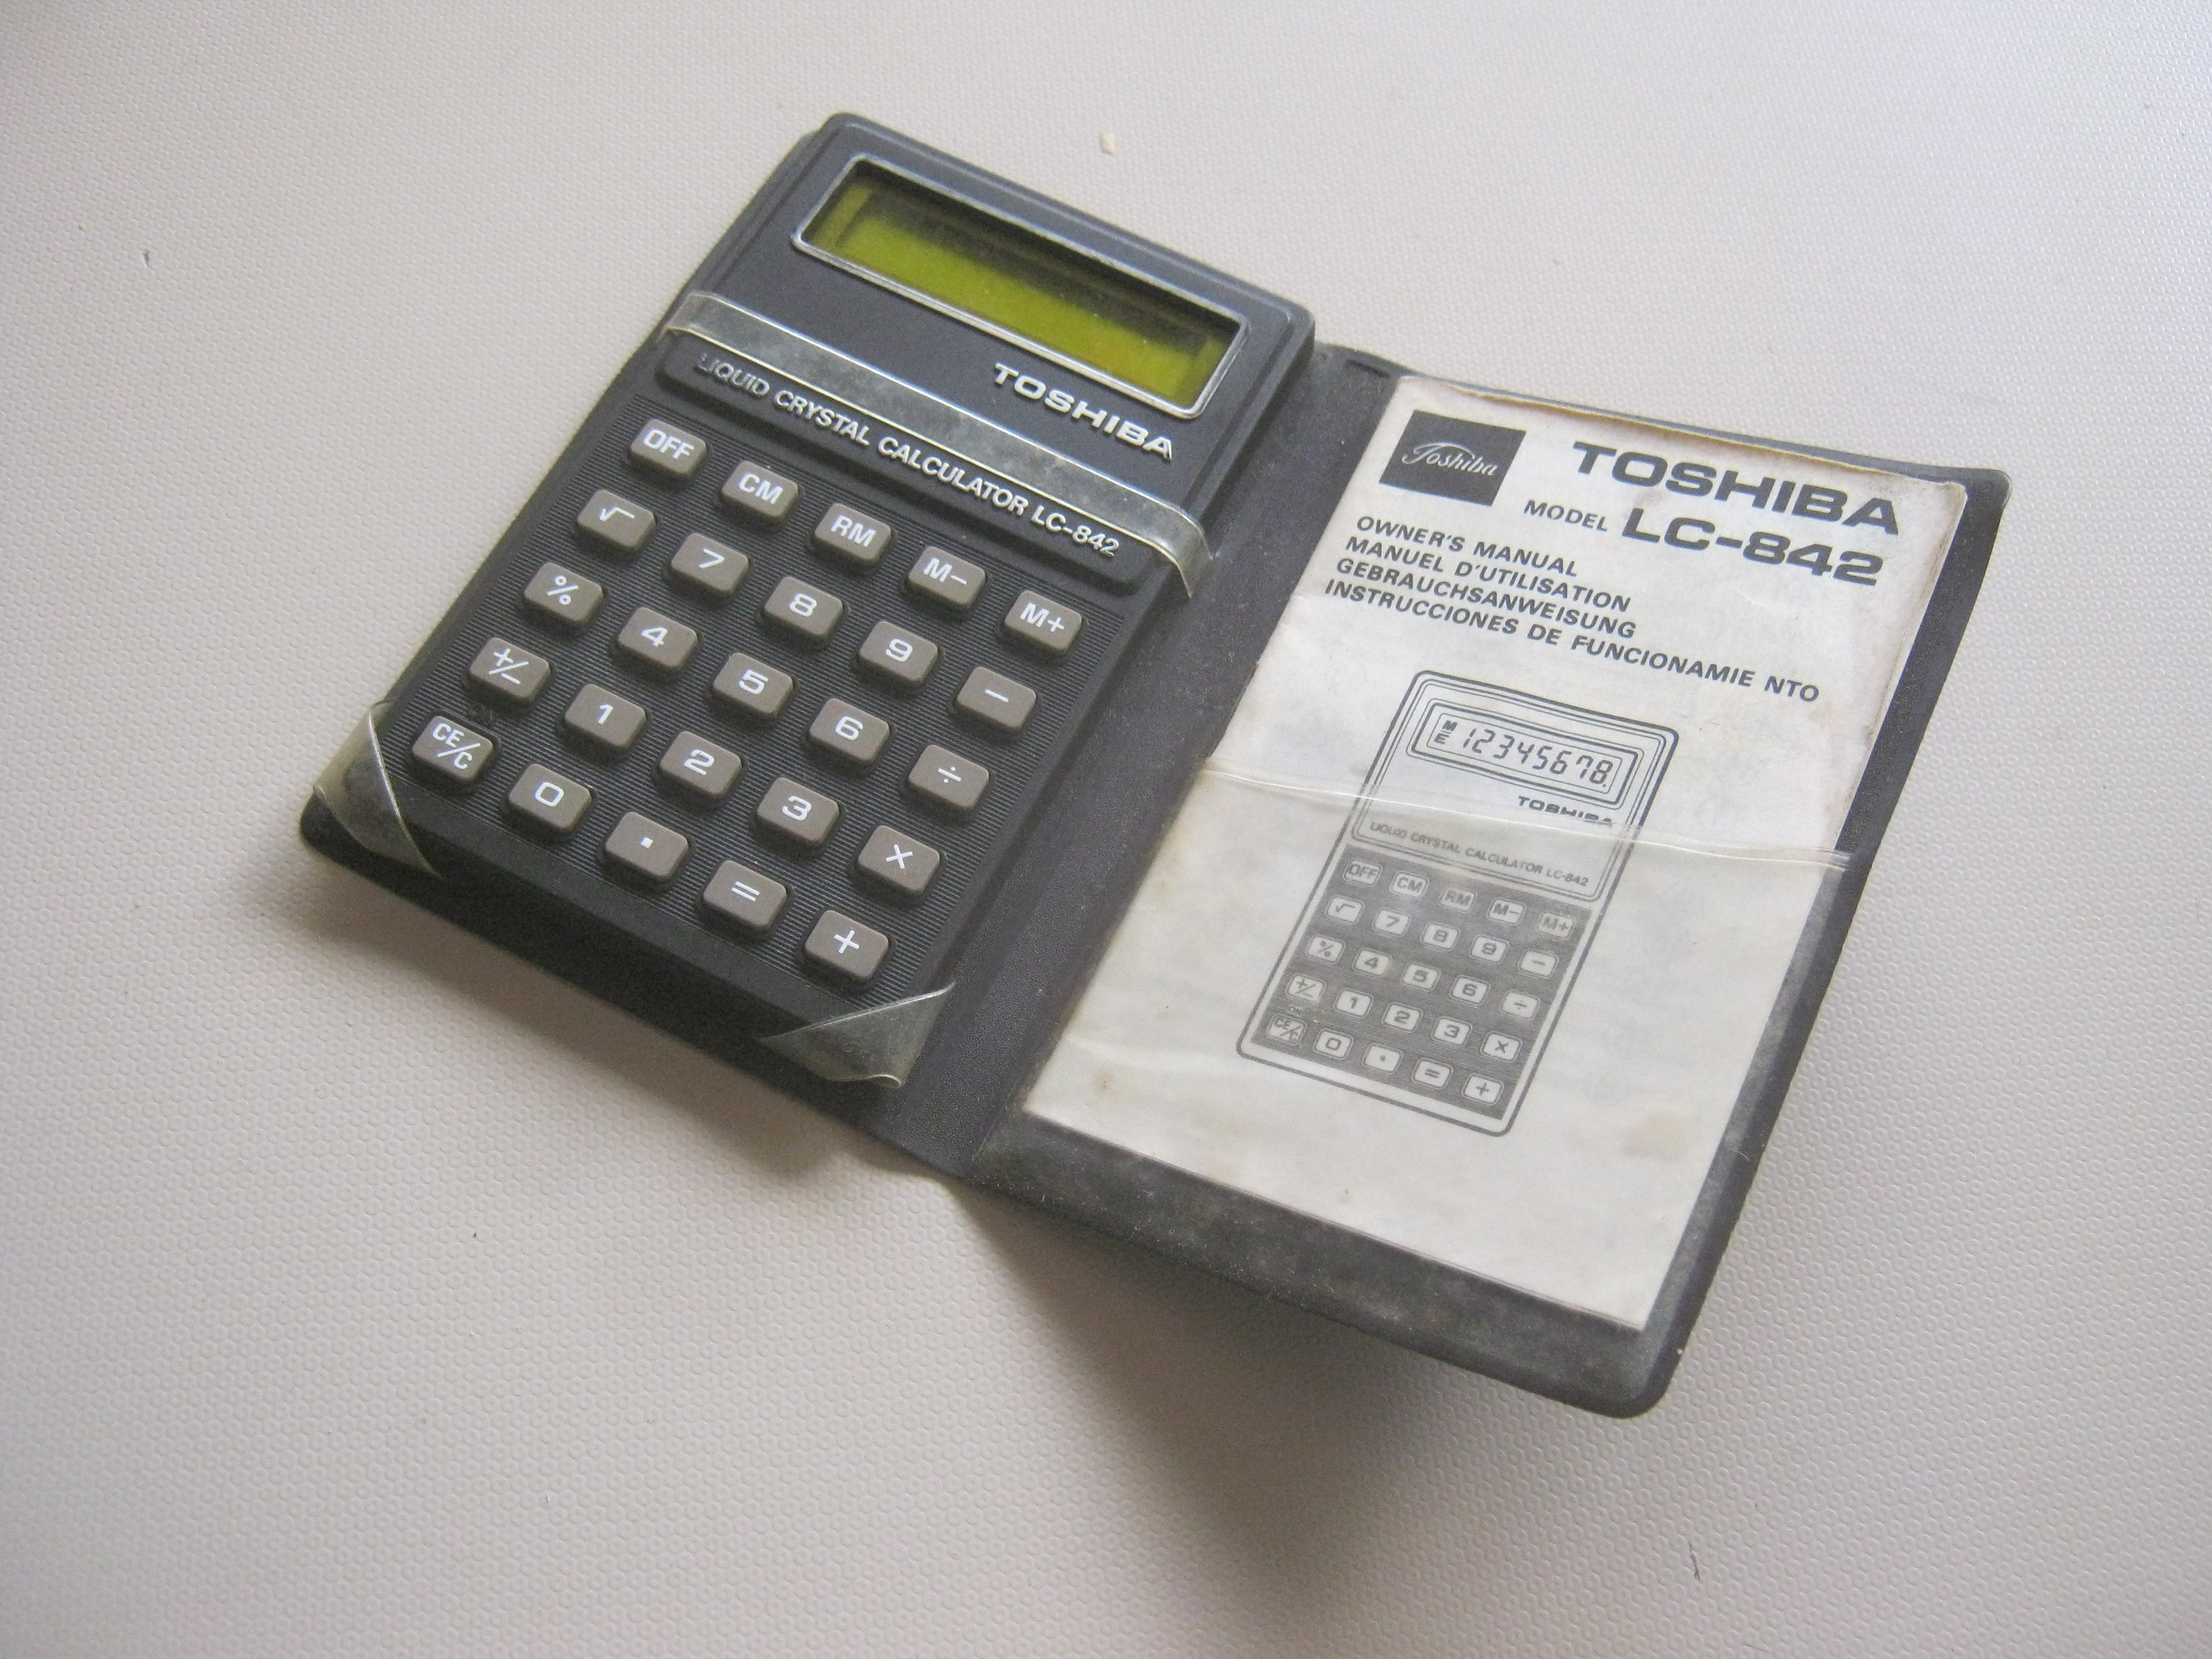 TOSHIBA
LIQUID CRYSTAL CALCULATOR LC-842
OFF CM RM M− M+
√ 7 8 9 −
% 4 5 6 ÷
+/− 1 2 3 ×
CE/C 0 . = +
Toshiba
TOSHIBA
MODEL LC-842
OWNER'S MANUAL
MANUEL D'UTILISATION
GEBRAUCHSANWEISUNG
INSTRUCCIONES DE FUNCIONAMIE NTO
M
E 12345678.
TOSHIBA
LIQUID CRYSTAL CALCULATOR LC-842
OFF CM RM M− M+
√ 7 8 9 −
% 4 5 6 ÷
+/− 1 2 3 ×
CE/C 0 . = +